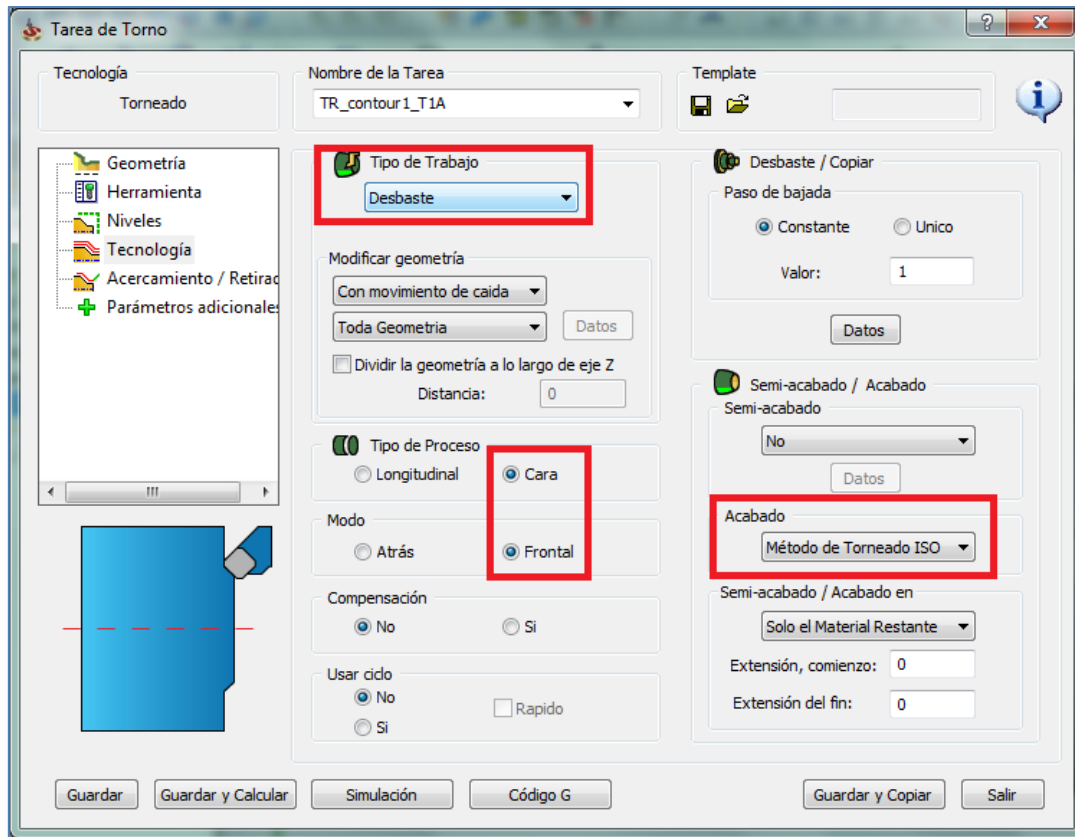 Tarea de Torno
Tecnología
Torneado
Nombre de la Tarea
TR_contour1_T1A
Template
Geometría
Herramienta
Niveles
Tecnología
Acercamiento / Retirac
Parámetros adicionales
Tipo de Trabajo
Desbaste
Modificar geometría
Con movimiento de caida
Toda Geometria
Datos
Dividir la geometría a lo largo de eje Z
Distancia:
0
Tipo de Proceso
Longitudinal
Cara
Modo
Atrás
Frontal
Compensación
No
Si
Usar ciclo
No
Si
Rapido
Desbaste / Copiar
Paso de bajada
Constante
Unico
Valor:
1
Datos
Semi-acabado / Acabado
Semi-acabado
No
Datos
Acabado
Método de Torneado ISO
Semi-acabado / Acabado en
Solo el Material Restante
Extensión, comienzo:
0
Extensión del fin:
0
Guardar
Guardar y Calcular
Simulación
Código G
Guardar y Copiar
Salir